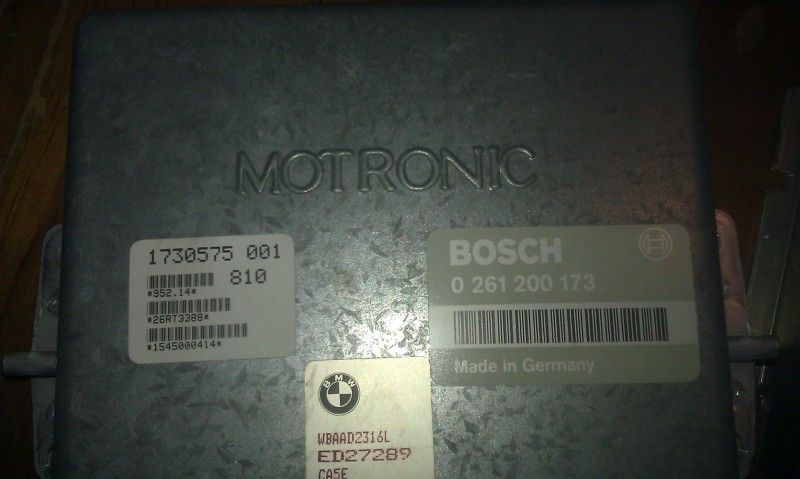 MOTRONIC
1730575 001
810
*952.14*
*26RT3388*
*1545000414*
BOSCH
0 261 200 173
Made in Germany
BMW
WBAAD2316L
ED27289
CA5E